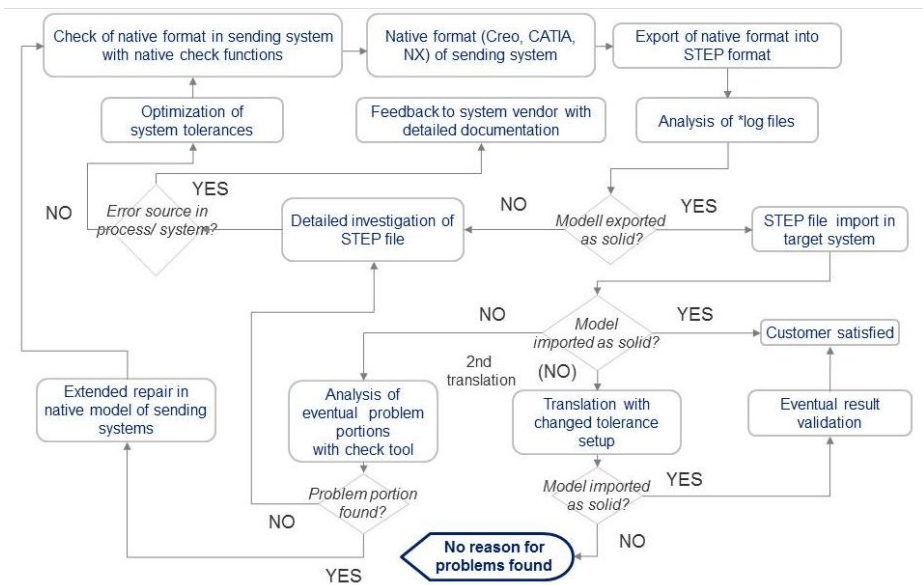 Check of native format in sending system
with native check functions
Native format (Creo, CATIA,
NX) of sending system
Export of native format into
STEP format
Optimization of
system tolerances
Feedback to system vendor with
detailed documentation
Analysis of *log files
NO
YES
Error source in
process/ system?
Detailed investigation of
STEP file
NO
Modell exported
as solid?
YES
STEP file import in
target system
NO
Model
imported as solid?
YES
Customer satisfied
2nd
translation
(NO)
Extended repair in
native model of sending
systems
Analysis of
eventual problem
portions
with check tool
Translation with
changed tolerance
setup
Eventual result
validation
Problem portion
found?
NO
YES
Model imported
as solid?
YES
NO
No reason for
problems found